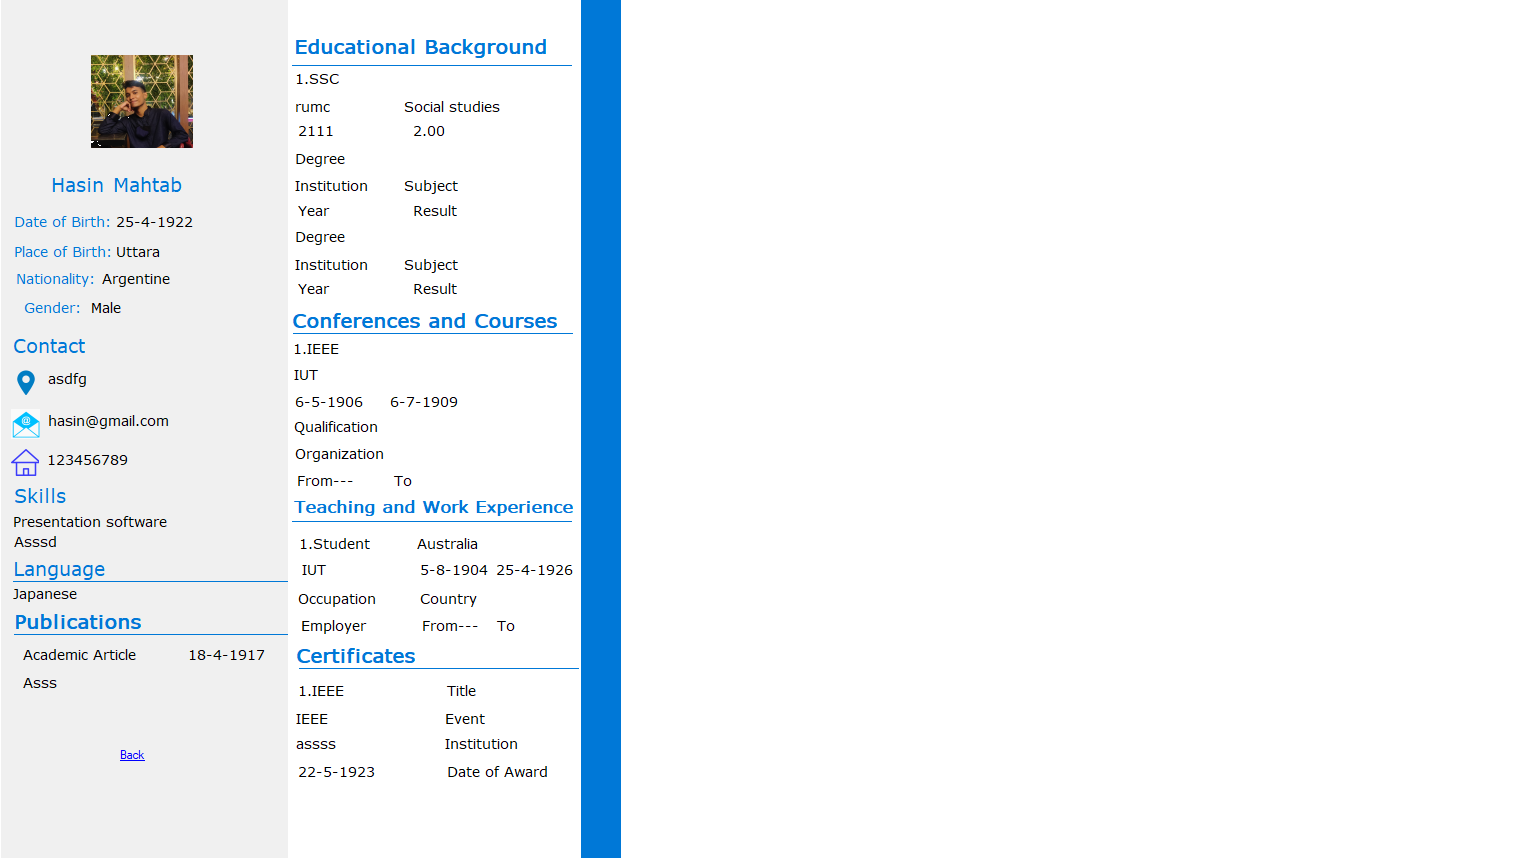 Hasin Mahtab
Date of Birth: 25-4-1922
Place of Birth: Uttara
Nationality: Argentine
Gender: Male
Contact
asdfg
@
hasin@gmail.com
123456789
Skills
Presentation software
Asssd
Language
Japanese
Publications
Academic Article 18-4-1917
Asss
Back
Educational Background
1.SSC
rumc Social studies
2111 2.00
Degree
Institution Subject
Year Result
Degree
Institution Subject
Year Result
Conferences and Courses
1.IEEE
IUT
6-5-1906 6-7-1909
Qualification
Organization
From--- To
Teaching and Work Experience
1.Student Australia
IUT 5-8-1904 25-4-1926
Occupation Country
Employer From--- To
Certificates
1.IEEE Title
IEEE Event
assss Institution
22-5-1923 Date of Award